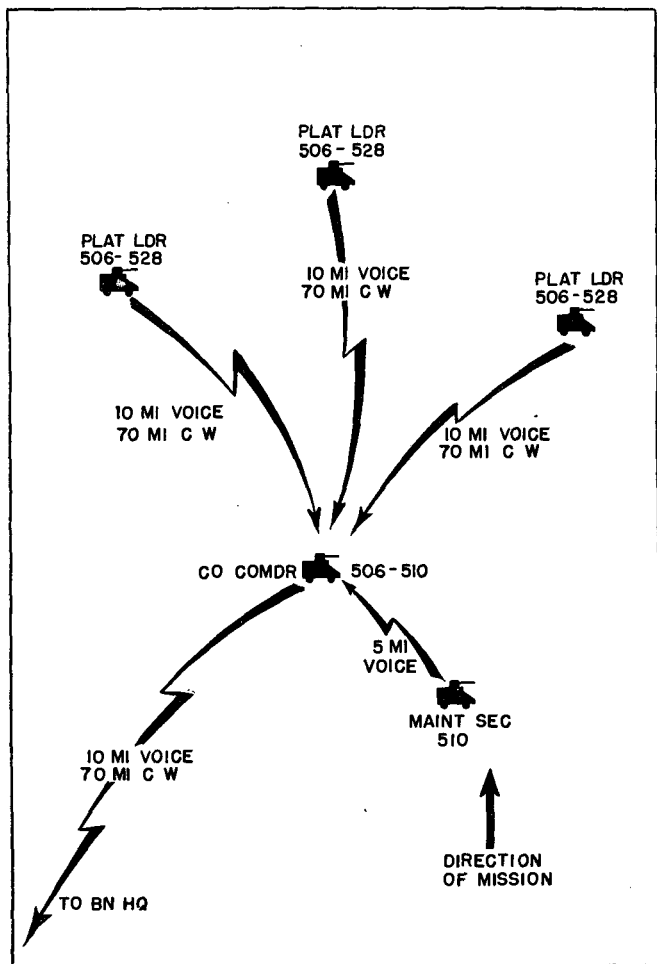 PLAT LDR
506-528
PLAT LDR
506-528
PLAT LDR
506-528
10 MI VOICE
70 MI C W
10 MI VOICE
70 MI C W
10 MI VOICE
70 MI C W
CO COMDR
506-510
5 MI
VOICE
MAINT SEC
510
10 MI VOICE
70 MI C W
DIRECTION
OF MISSION
TO BN HQ